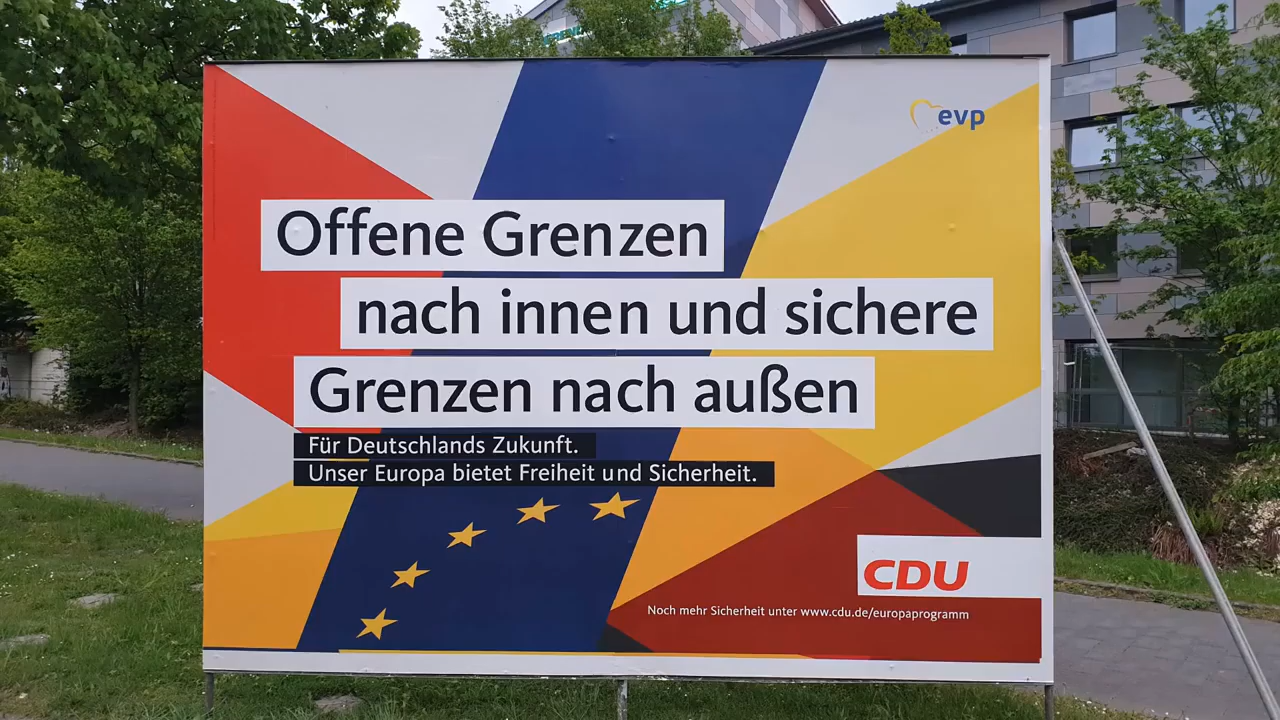 evp
Offene Grenzen
nach innen und sichere
Grenzen nach außen
Für Deutschlands Zukunft.
Unser Europa bietet Freiheit und Sicherheit.
CDU
Noch mehr Sicherheit unter www.cdu.de/europaprogramm